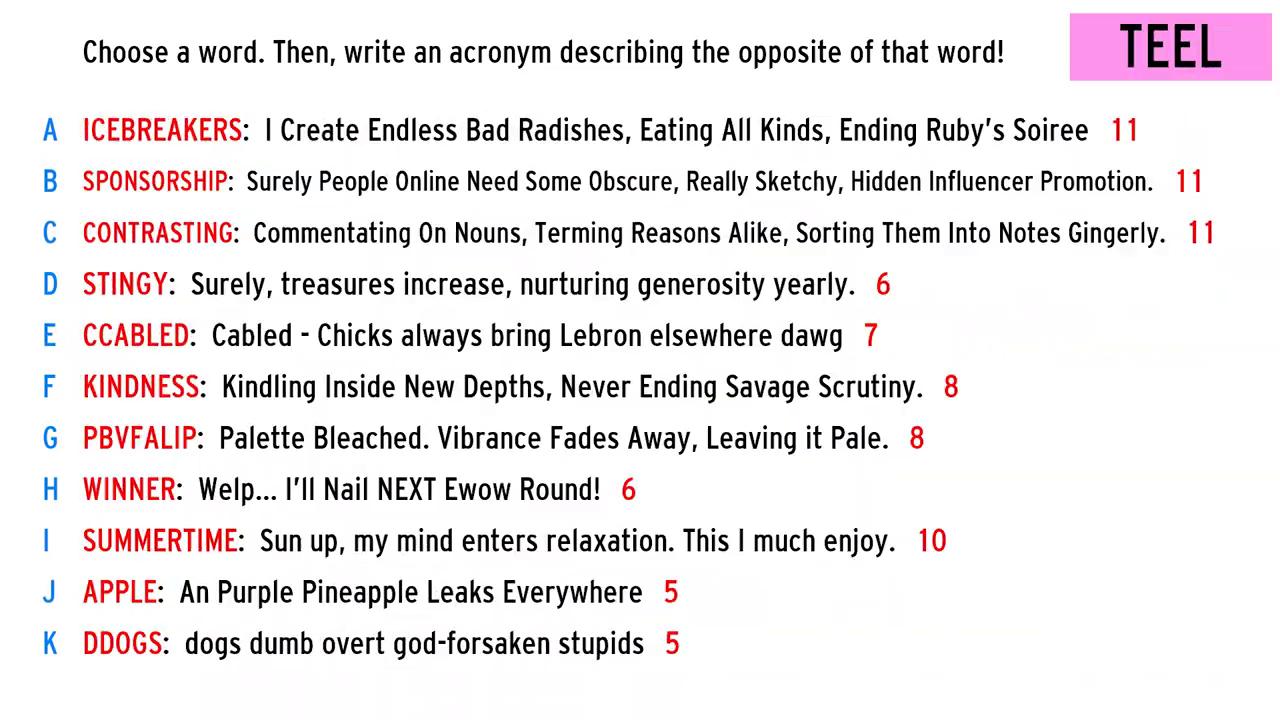 Choose a word. Then, write an acronym describing the opposite of that word!
TEEL
A ICEBREAKERS: I Create Endless Bad Radishes, Eating All Kinds, Ending Ruby's Soiree 11
B SPONSORSHIP: Surely People Online Need Some Obscure, Really Sketchy, Hidden Influencer Promotion. 11
C CONTRASTING: Commentating On Nouns, Terming Reasons Alike, Sorting Them Into Notes Gingerly. 11
D STINGY: Surely, treasures increase, nurturing generosity yearly. 6
E CCABLED: Cabled - Chicks always bring Lebron elsewhere dawg 7
F KINDNESS: Kindling Inside New Depths, Never Ending Savage Scrutiny. 8
G PBVFALIP: Palette Bleached. Vibrance Fades Away, Leaving it Pale. 8
H WINNER: Welp... I'll Nail NEXT Ewow Round! 6
I SUMMERTIME: Sun up, my mind enters relaxation. This I much enjoy. 10
J APPLE: An Purple Pineapple Leaks Everywhere 5
K DDOGS: dogs dumb overt god-forsaken stupids 5